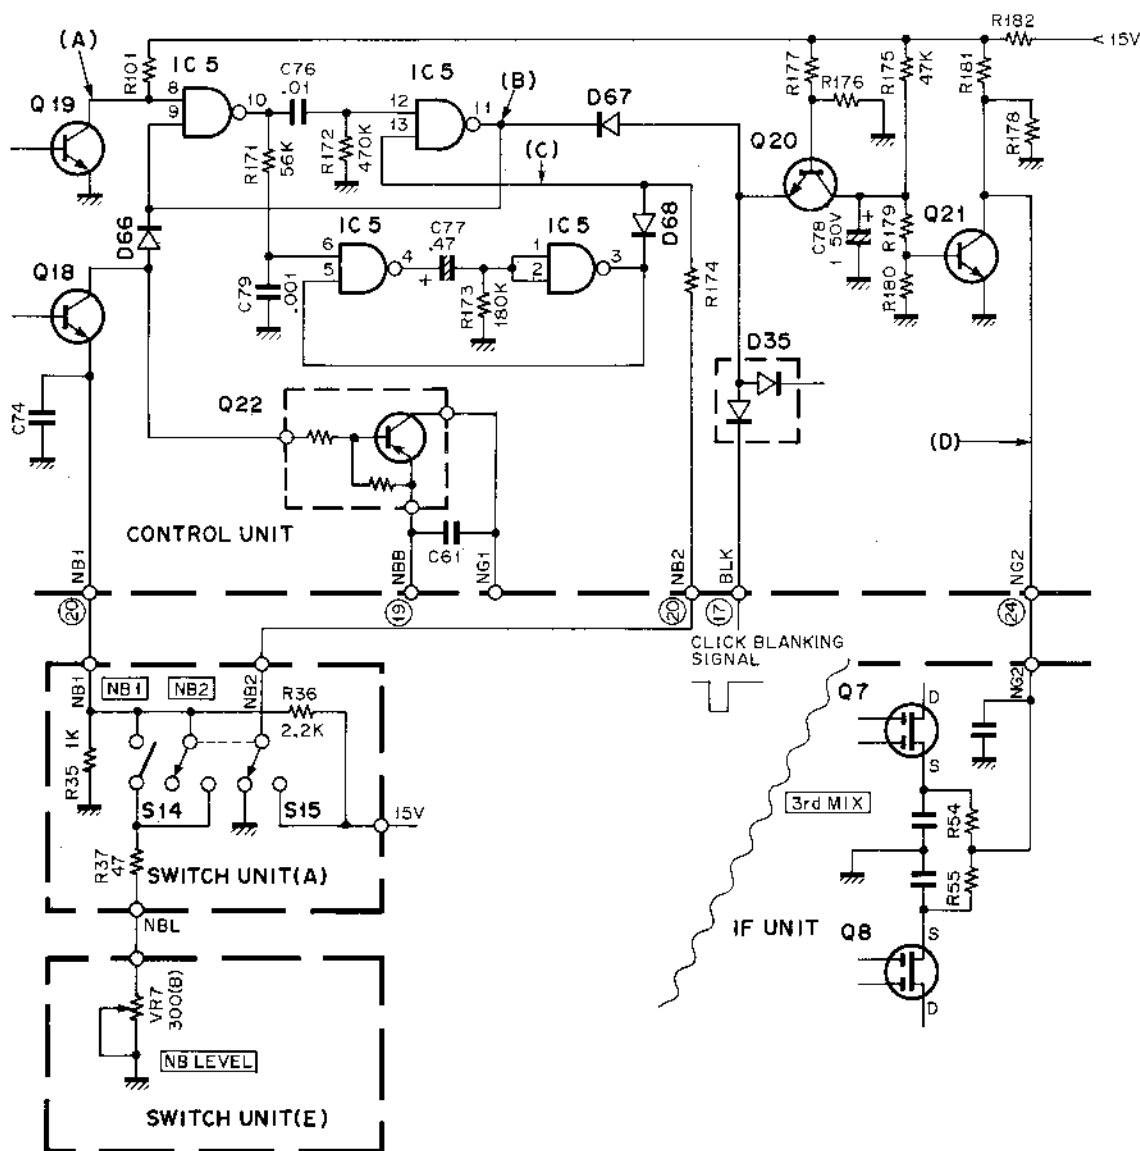 R182
15V
(A)
R101
IC5
C76
.01
IC5
(B)
D67
R177
R176
R175
47K
R181
R178
Q19
8
9
10
12
13
11
R171
56K
R172
470K
(C)
Q20
D66
IC5
C77
.47
IC5
D68
R174
C78
1 50V
+
R179
R180
Q21
Q18
6
5
4
+
1
2
3
C79
.001
R173
180K
D35
C74
Q22
(D)
CONTROL UNIT
C61
NB1
NBB
NG1
NB2
BLK
NG2
20
19
20
17
24
CLICK BLANKING
SIGNAL
NB1
NB1
NB2
NB2
R36
2.2K
NG2
Q7
D
S
R35 1K
S14
S15
15V
3rd MIX
R54
R37
47
SWITCH UNIT(A)
R55
NBL
IF UNIT
Q8
S
D
VR7
300(B)
NB LEVEL
SWITCH UNIT(E)